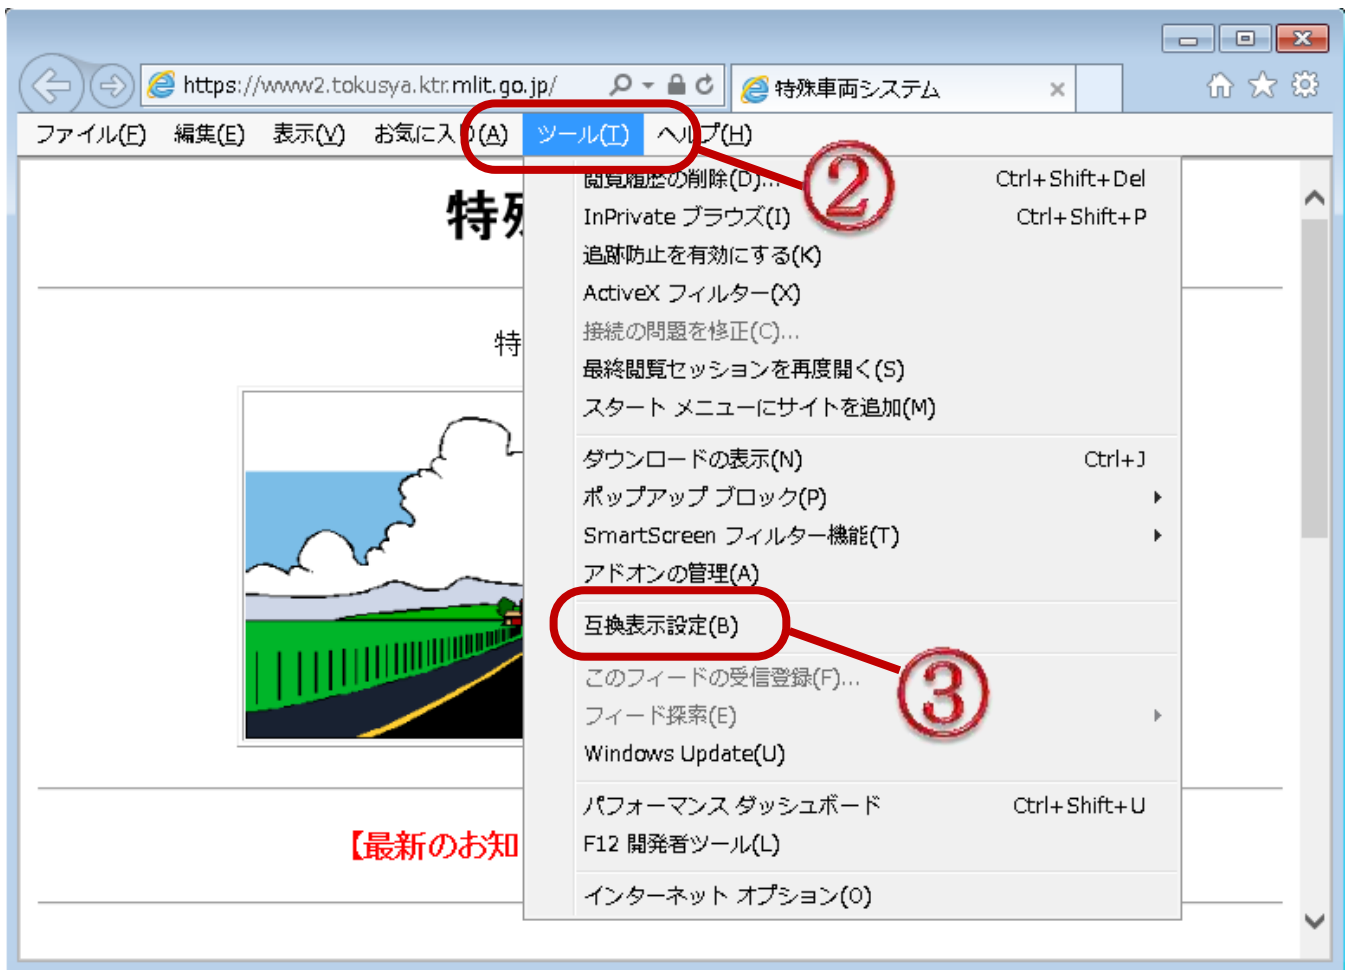 https://www2.tokusya.ktr.mlit.go.jp/
特殊車両システム
ファイル(F) 編集(E) 表示(V) お気に入り(A) ツール(T) ヘルプ(H)
特殊
特
閲覧履歴の削除(D)... Ctrl+Shift+Del
②
InPrivate ブラウズ(I) Ctrl+Shift+P
追跡防止を有効にする(K)
ActiveX フィルター(X)
接続の問題を修正(C)...
最終閲覧セッションを再度開く(S)
スタート メニューにサイトを追加(M)
ダウンロードの表示(N) Ctrl+J
ポップアップ ブロック(P)
SmartScreen フィルター機能(T)
アドオンの管理(A)
互換表示設定(B)
③
このフィードの受信登録(F)...
フィード探索(E)
Windows Update(U)
パフォーマンス ダッシュボード Ctrl+Shift+U
F12 開発者ツール(L)
インターネット オプション(O)
【最新のお知